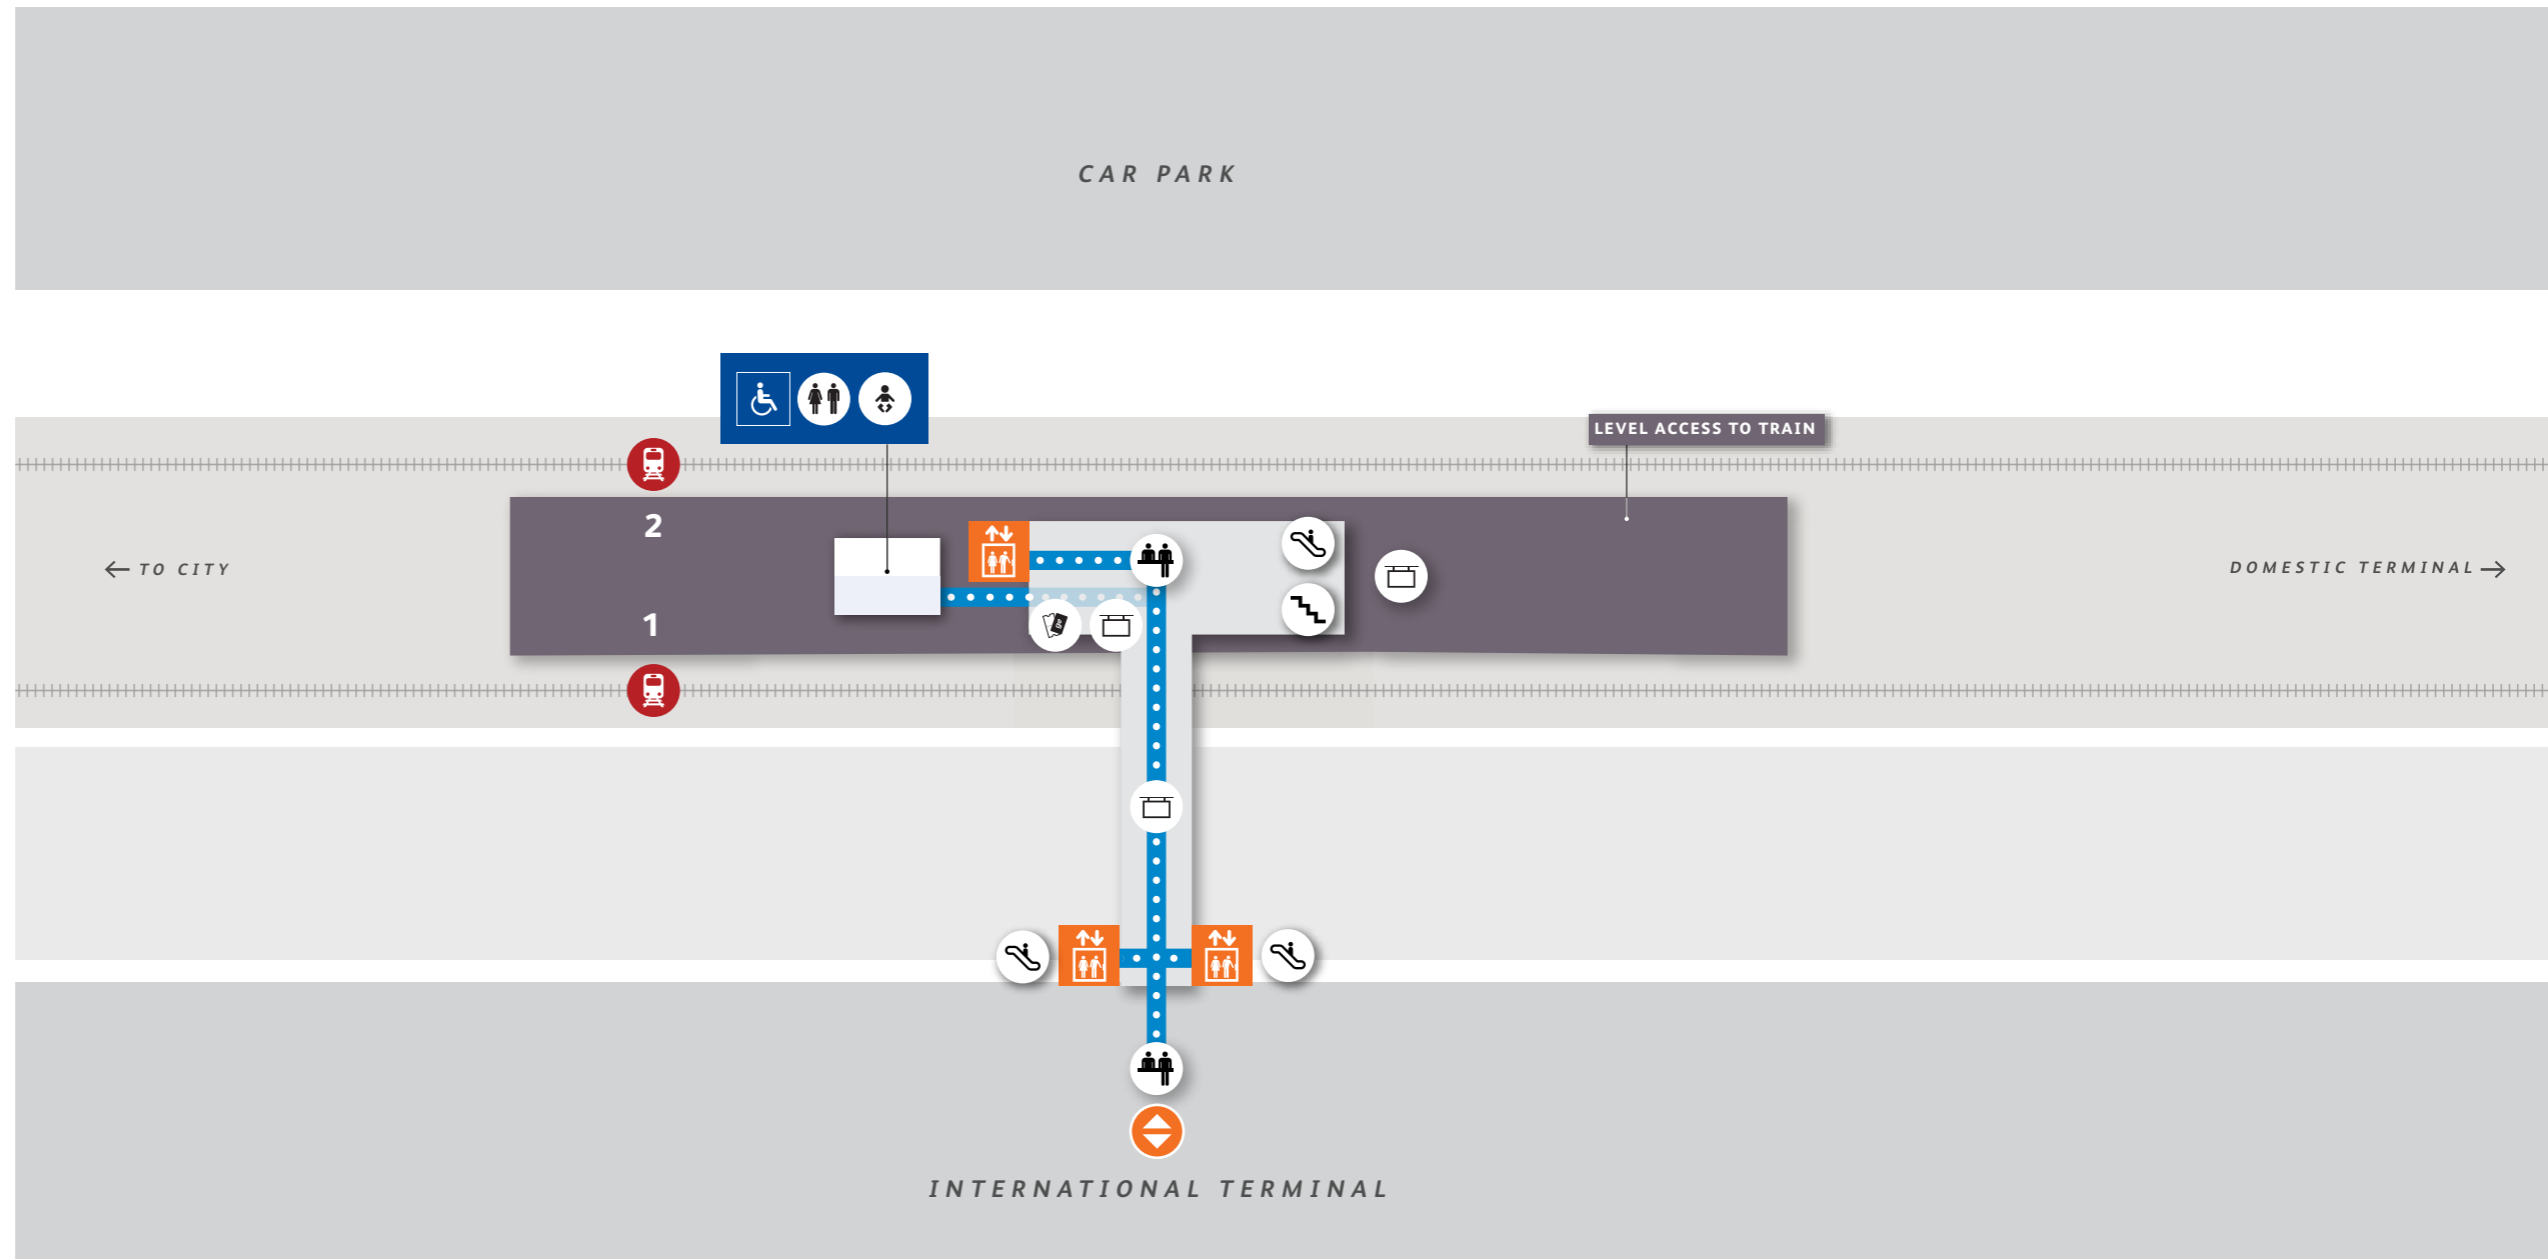 CAR PARK
LEVEL ACCESS TO TRAIN
2
TO CITY
DOMESTIC TERMINAL
1
INTERNATIONAL TERMINAL